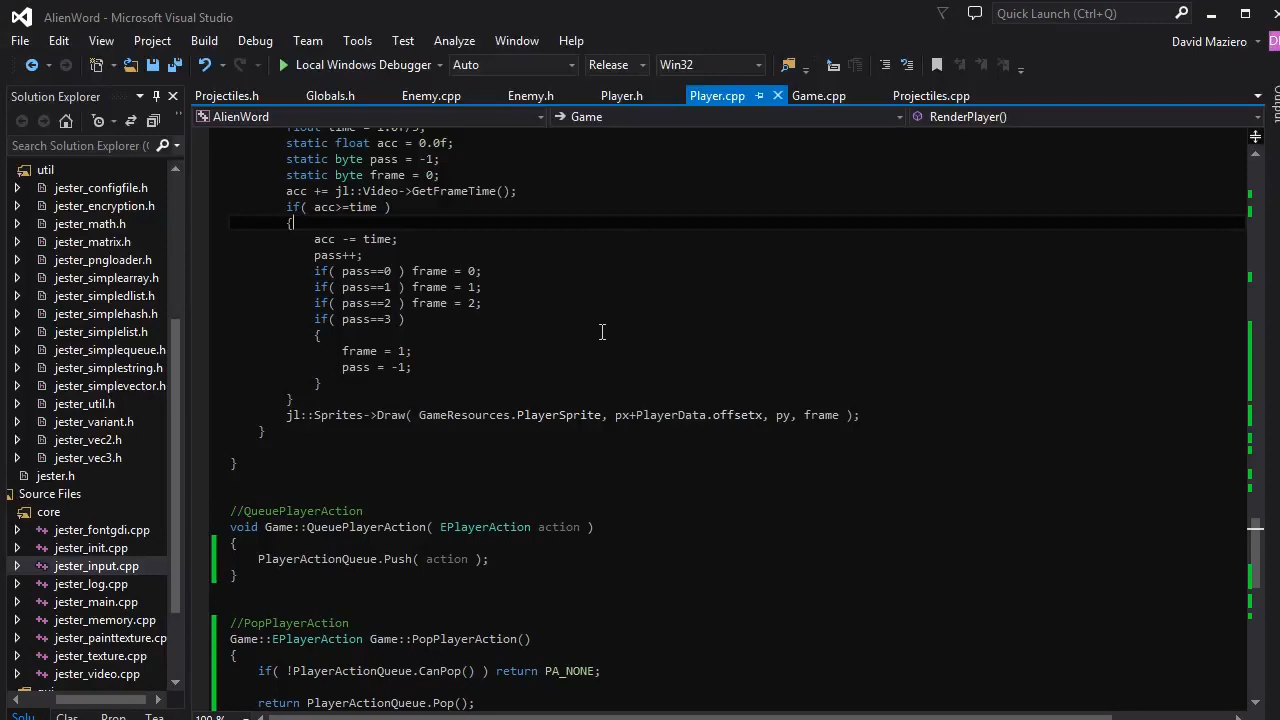 AlienWord - Microsoft Visual Studio
Quick Launch (Ctrl+Q)
File Edit View Project Build Debug Team Tools Test Analyze Window Help
David Maziero
Local Windows Debugger Auto Release Win32
Solution Explorer
Projectiles.h Globals.h Enemy.cpp Enemy.h Player.h Player.cpp Game.cpp Projectiles.cpp
AlienWord Game RenderPlayer()
Search Solution Explorer (C
util
jester_configfile.h
jester_encryption.h
jester_math.h
jester_matrix.h
jester_pngloader.h
jester_simplearray.h
jester_simpledlist.h
jester_simplehash.h
jester_simplelist.h
jester_simplequeue.h
jester_simplestring.h
jester_simplevector.h
jester_util.h
jester_variant.h
jester_vec2.h
jester_vec3.h
jester.h
Source Files
core
jester_fontgdi.cpp
jester_init.cpp
jester_input.cpp
jester_log.cpp
jester_main.cpp
jester_memory.cpp
jester_painttexture.cp
jester_texture.cpp
jester_video.cpp
float time = 1.0f/5;
static float acc = 0.0f;
static byte pass = -1;
static byte frame = 0;
acc += jl::Video->GetFrameTime();
if( acc>=time )
{
acc -= time;
pass++;
if( pass==0 ) frame = 0;
if( pass==1 ) frame = 1;
if( pass==2 ) frame = 2;
if( pass==3 )
{
frame = 1;
pass = -1;
}
}
jl::Sprites->Draw( GameResources.PlayerSprite, px+PlayerData.offsetx, py, frame );
}
}
//QueuePlayerAction
void Game::QueuePlayerAction( EPlayerAction action )
{
PlayerActionQueue.Push( action );
}
//PopPlayerAction
Game::EPlayerAction Game::PopPlayerAction()
{
if( !PlayerActionQueue.CanPop() ) return PA_NONE;
return PlayerActionQueue.Pop();